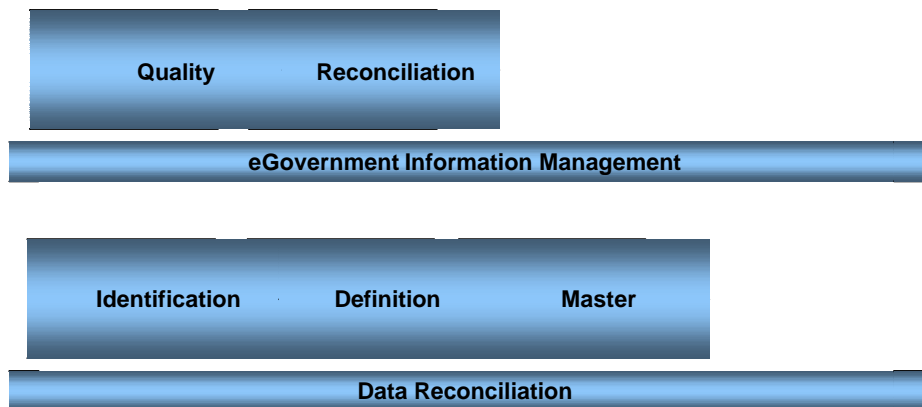 Quality Reconciliation
eGovernment Information Management
Identification Definition Master
Data Reconciliation